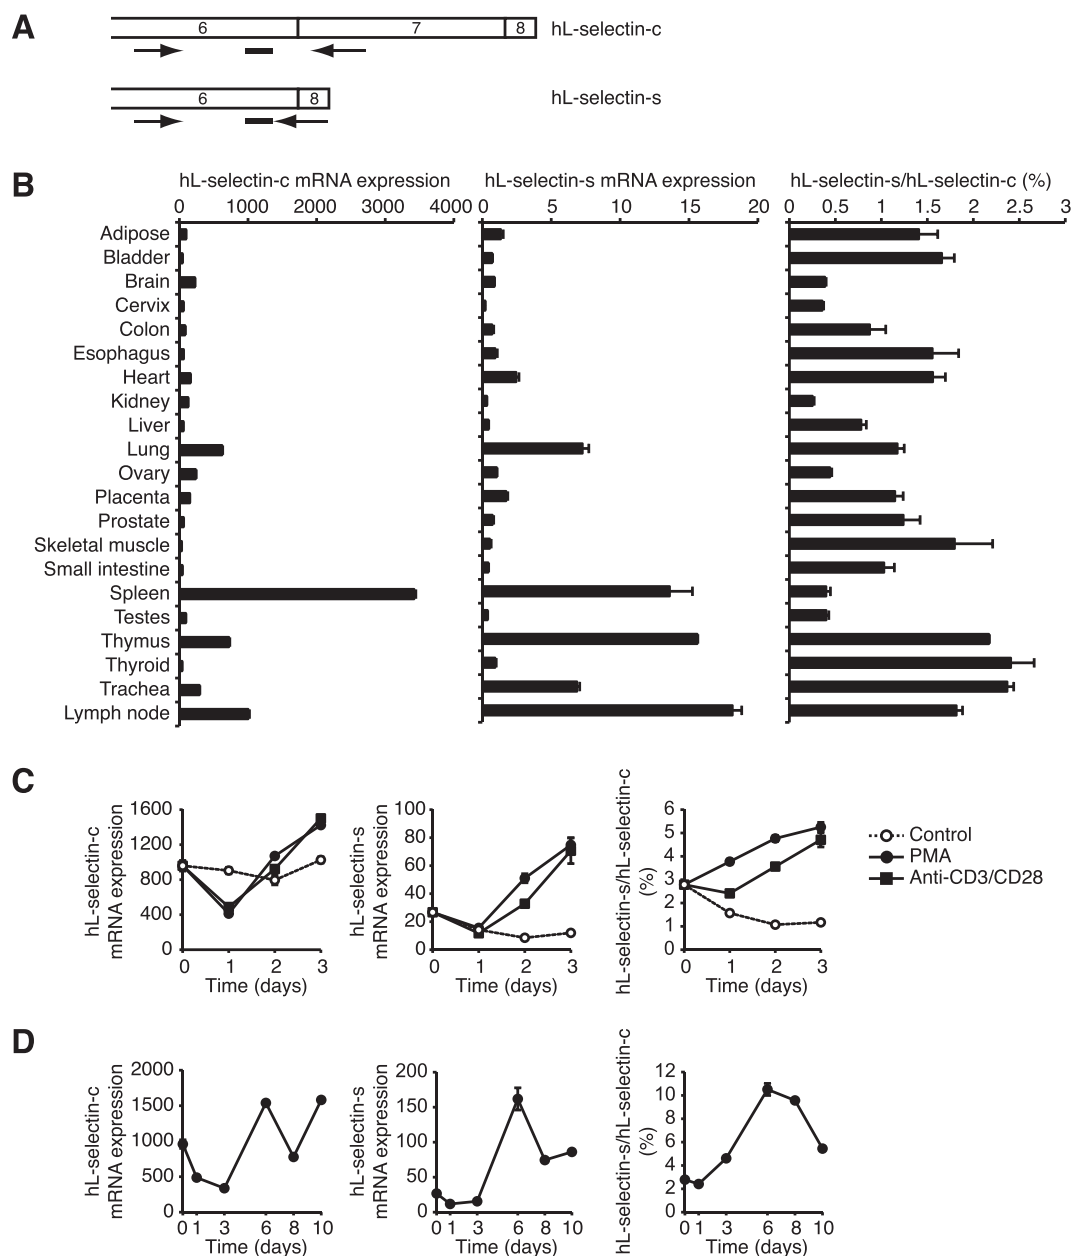 A
6 7 8 hL-selectin-c
6 8 hL-selectin-s
B
hL-selectin-c mRNA expression hL-selectin-s mRNA expression hL-selectin-s/hL-selectin-c (%)
0 1000 2000 3000 4000 0 5 10 15 20 0 0.5 1 1.5 2 2.5 3
Adipose
Bladder
Brain
Cervix
Colon
Esophagus
Heart
Kidney
Liver
Lung
Ovary
Placenta
Prostate
Skeletal muscle
Small intestine
Spleen
Testes
Thymus
Thyroid
Trachea
Lymph node
C
hL-selectin-c
mRNA expression
1600
1200
800
400
0
0 1 2 3
Time (days)
hL-selectin-s
mRNA expression
100
80
60
40
20
0
0 1 2 3
Time (days)
hL-selectin-s/hL-selectin-c
(%)
6
5
4
3
2
1
0
0 1 2 3
Time (days)
Control
PMA
Anti-CD3/CD28
D
hL-selectin-c
mRNA expression
2000
1500
1000
500
0
0 1 3 6 8 10
Time (days)
hL-selectin-s
mRNA expression
200
150
100
50
0
0 1 3 6 8 10
Time (days)
hL-selectin-s/hL-selectin-c
(%)
12
10
8
6
4
2
0
0 1 3 6 8 10
Time (days)